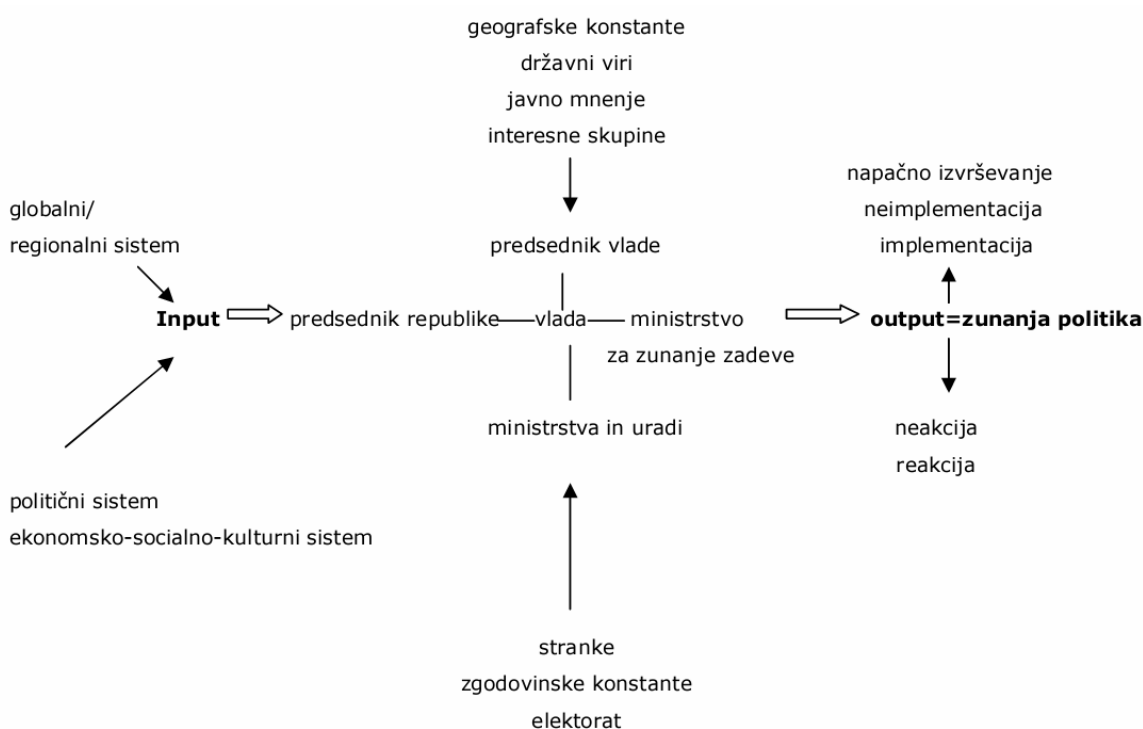 geografske konstante
državni viri
javno mnenje
interesne skupine
napačno izvrševanje
neimplementacija
implementacija
globalni/
regionalni sistem
predsednik vlade
Input predsednik republike vlada ministrstvo output=zunanja politika
za zunanje zadeve
ministrstva in uradi
neakcija
reakcija
politični sistem
ekonomsko-socialno-kulturni sistem
stranke
zgodovinske konstante
elektorat